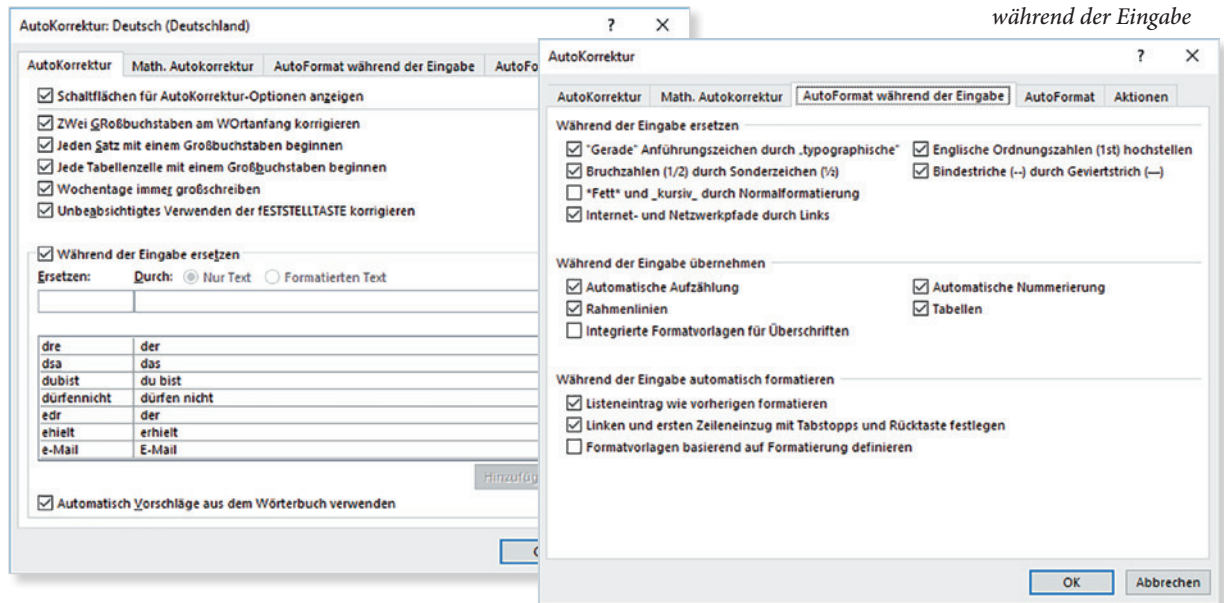 während der Eingabe
AutoKorrektur: Deutsch (Deutschland)
AutoKorrektur Math. Autokorrektur AutoFormat während der Eingabe
Schaltflächen für AutoKorrektur-Optionen anzeigen
ZWei GRoßbuchstaben am WOrtanfang korrigieren
Jeden Satz mit einem Großbuchstaben beginnen
Jede Tabellenzelle mit einem Großbuchstaben beginnen
Wochentage immer großschreiben
Unbeabsichtigtes Verwenden der fESTSTELLTASTE korrigieren
Während der Eingabe ersetzen
Ersetzen: Durch: Nur Text Formatierten Text
dre der
dsa das
dubist du bist
dürfennicht dürfen nicht
edr der
ehielt erhielt
e-Mail E-Mail
Automatisch Vorschläge aus dem Wörterbuch verwenden
AutoKorrektur
AutoKorrektur Math. Autokorrektur AutoFormat während der Eingabe AutoFormat Aktionen
Während der Eingabe ersetzen
"Gerade" Anführungszeichen durch „typographische" Englische Ordnungszahlen (1st) hochstellen
Bruchzahlen (1/2) durch Sonderzeichen (½) Bindestriche (--) durch Geviertstrich (—)
*Fett* und _kursiv_ durch Normalformatierung
Internet- und Netzwerkpfade durch Links
Während der Eingabe übernehmen
Automatische Aufzählung Automatische Nummerierung
Rahmenlinien Tabellen
Integrierte Formatvorlagen für Überschriften
Während der Eingabe automatisch formatieren
Listeneintrag wie vorherigen formatieren
Linken und ersten Zeileneinzug mit Tabstopps und Rücktaste festlegen
Formatvorlagen basierend auf Formatierung definieren
OK Abbrechen